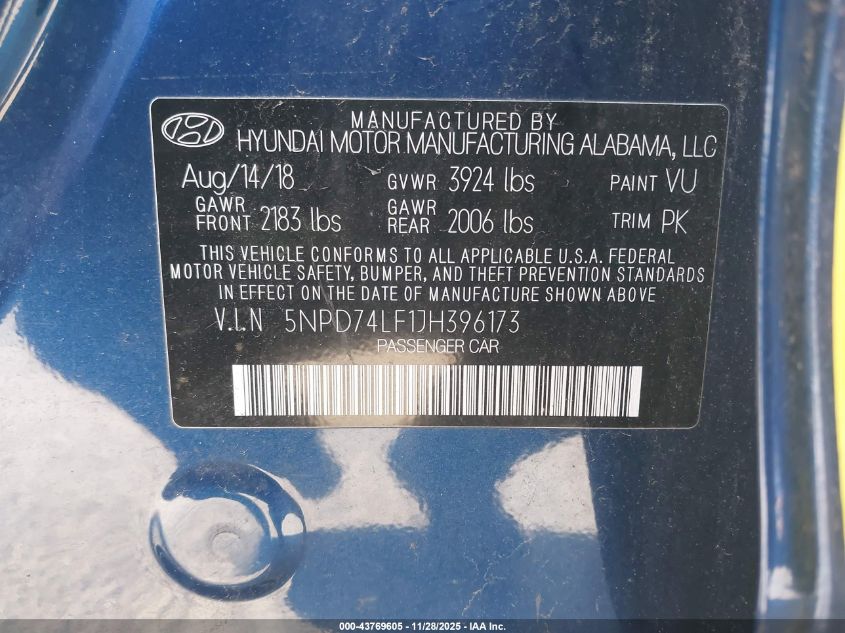 MANUFACTURED BY
HYUNDAI MOTOR MANUFACTURING ALABAMA, LLC
Aug/14/18 GVWR 3924 lbs PAINT VU
GAWR FRONT 2183 lbs GAWR REAR 2006 lbs TRIM PK
THIS VEHICLE CONFORMS TO ALL APPLICABLE U.S.A. FEDERAL
MOTOR VEHICLE SAFETY, BUMPER, AND THEFT PREVENTION STANDARDS
IN EFFECT ON THE DATE OF MANUFACTURE SHOWN ABOVE
V.I.N 5NPD74LF1JH396173
PASSENGER CAR
000-43769605 - 11/28/2025 - IAA Inc.